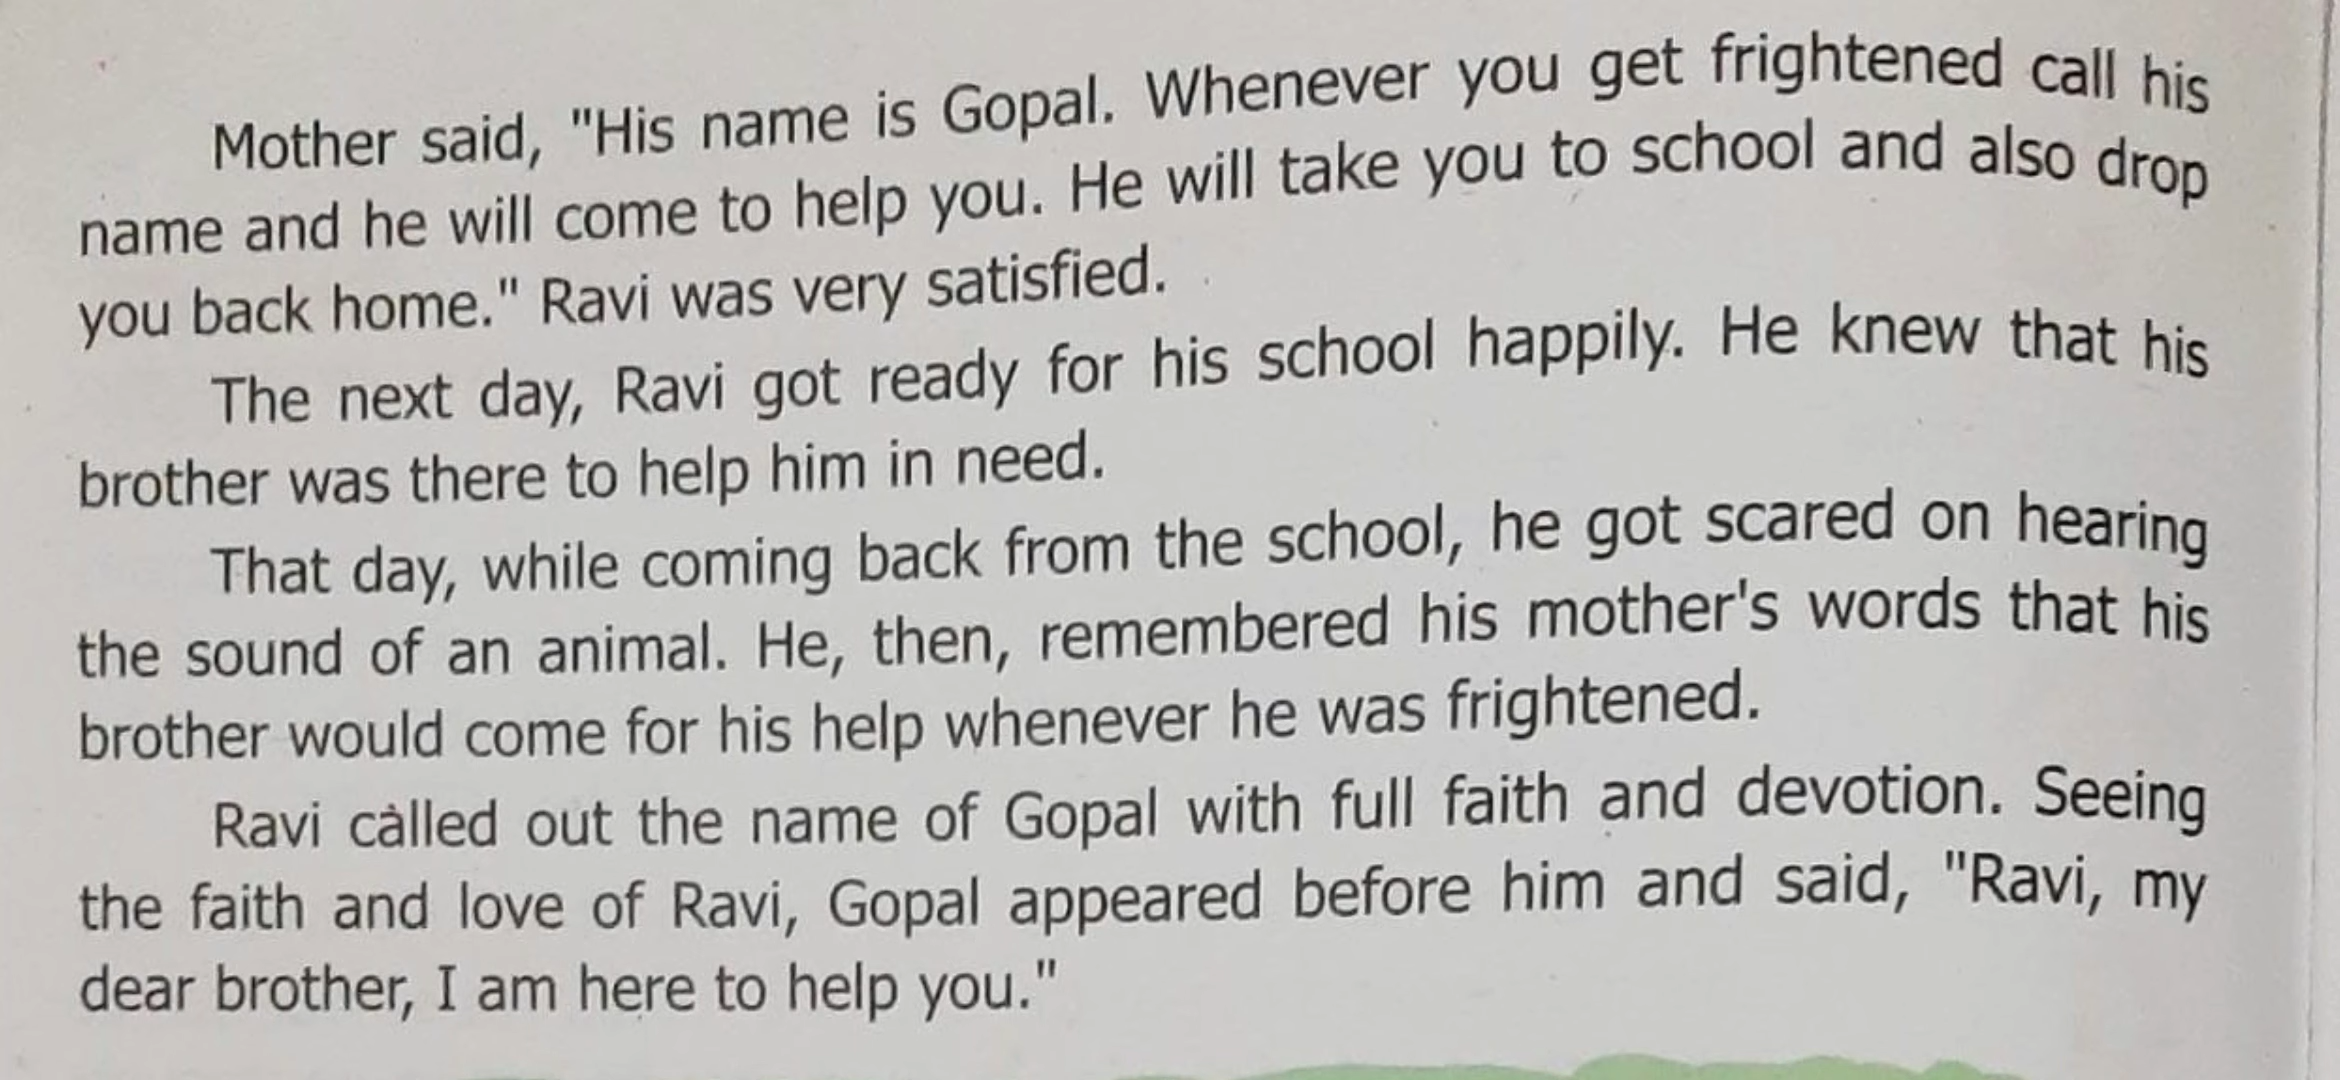 Mother said, "His name is Gopal. Whenever you get frightened call his
name and he will come to help you. He will take you to school and also drop
you back home." Ravi was very satisfied.
The next day, Ravi got ready for his school happily. He knew that his
brother was there to help him in need.
That day, while coming back from the school, he got scared on hearing
the sound of an animal. He, then, remembered his mother's words that his
brother would come for his help whenever he was frightened.
Ravi called out the name of Gopal with full faith and devotion. Seeing
the faith and love of Ravi, Gopal appeared before him and said, "Ravi, my
dear brother, I am here to help you."